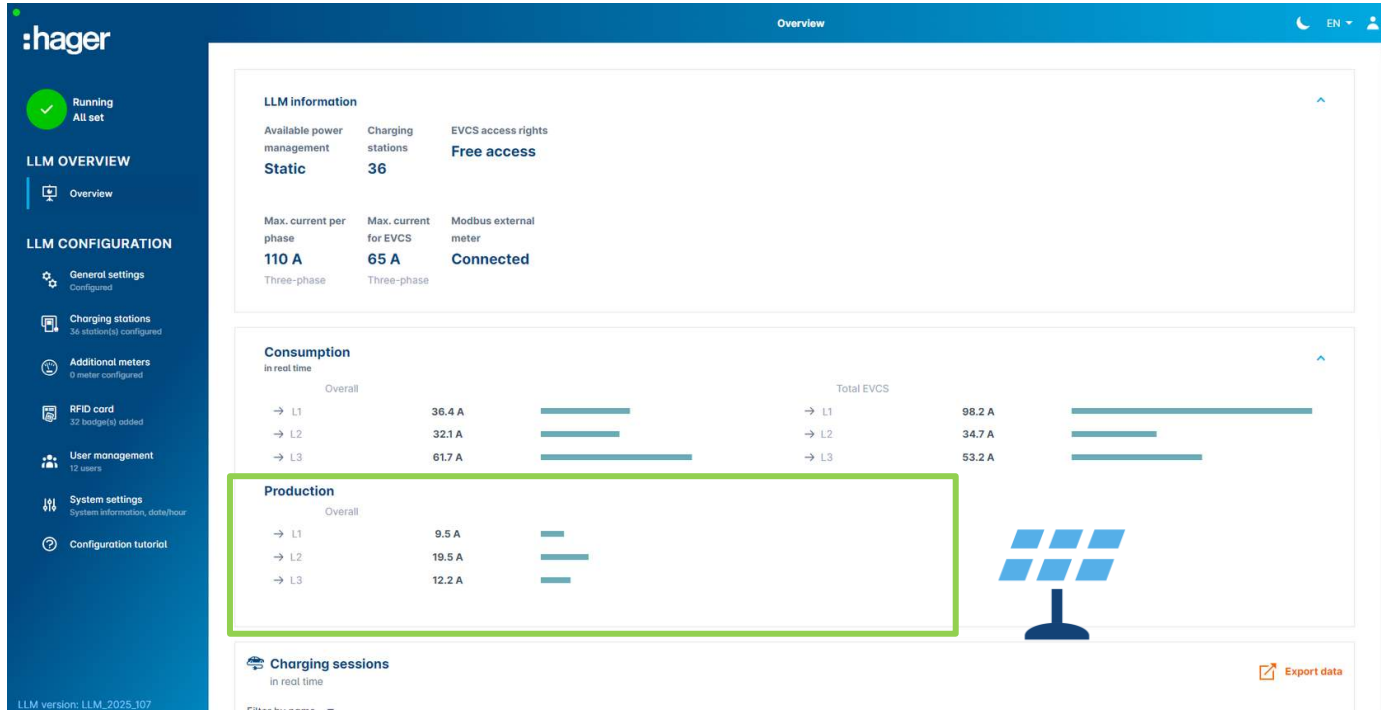 :hager
Overview
EN
Running
All set
LLM OVERVIEW
Overview
LLM CONFIGURATION
General settings
Configured
Charging stations
36 station(s) configured
Additional meters
0 meter configured
RFID card
32 badge(s) added
User management
12 users
System settings
System information, date/hour
Configuration tutorial
LLM version: LLM_2025_107
LLM information
Available power management
Static
Charging stations
36
EVCS access rights
Free access
Max. current per phase
110 A
Three-phase
Max. current for EVCS
65 A
Three-phase
Modbus external meter
Connected
Consumption
in real time
Overall
L1 36.4 A
L2 32.1 A
L3 61.7 A
Total EVCS
L1 98.2 A
L2 34.7 A
L3 53.2 A
Production
Overall
L1 9.5 A
L2 19.5 A
L3 12.2 A
Charging sessions
in real time
Export data
Filter by name